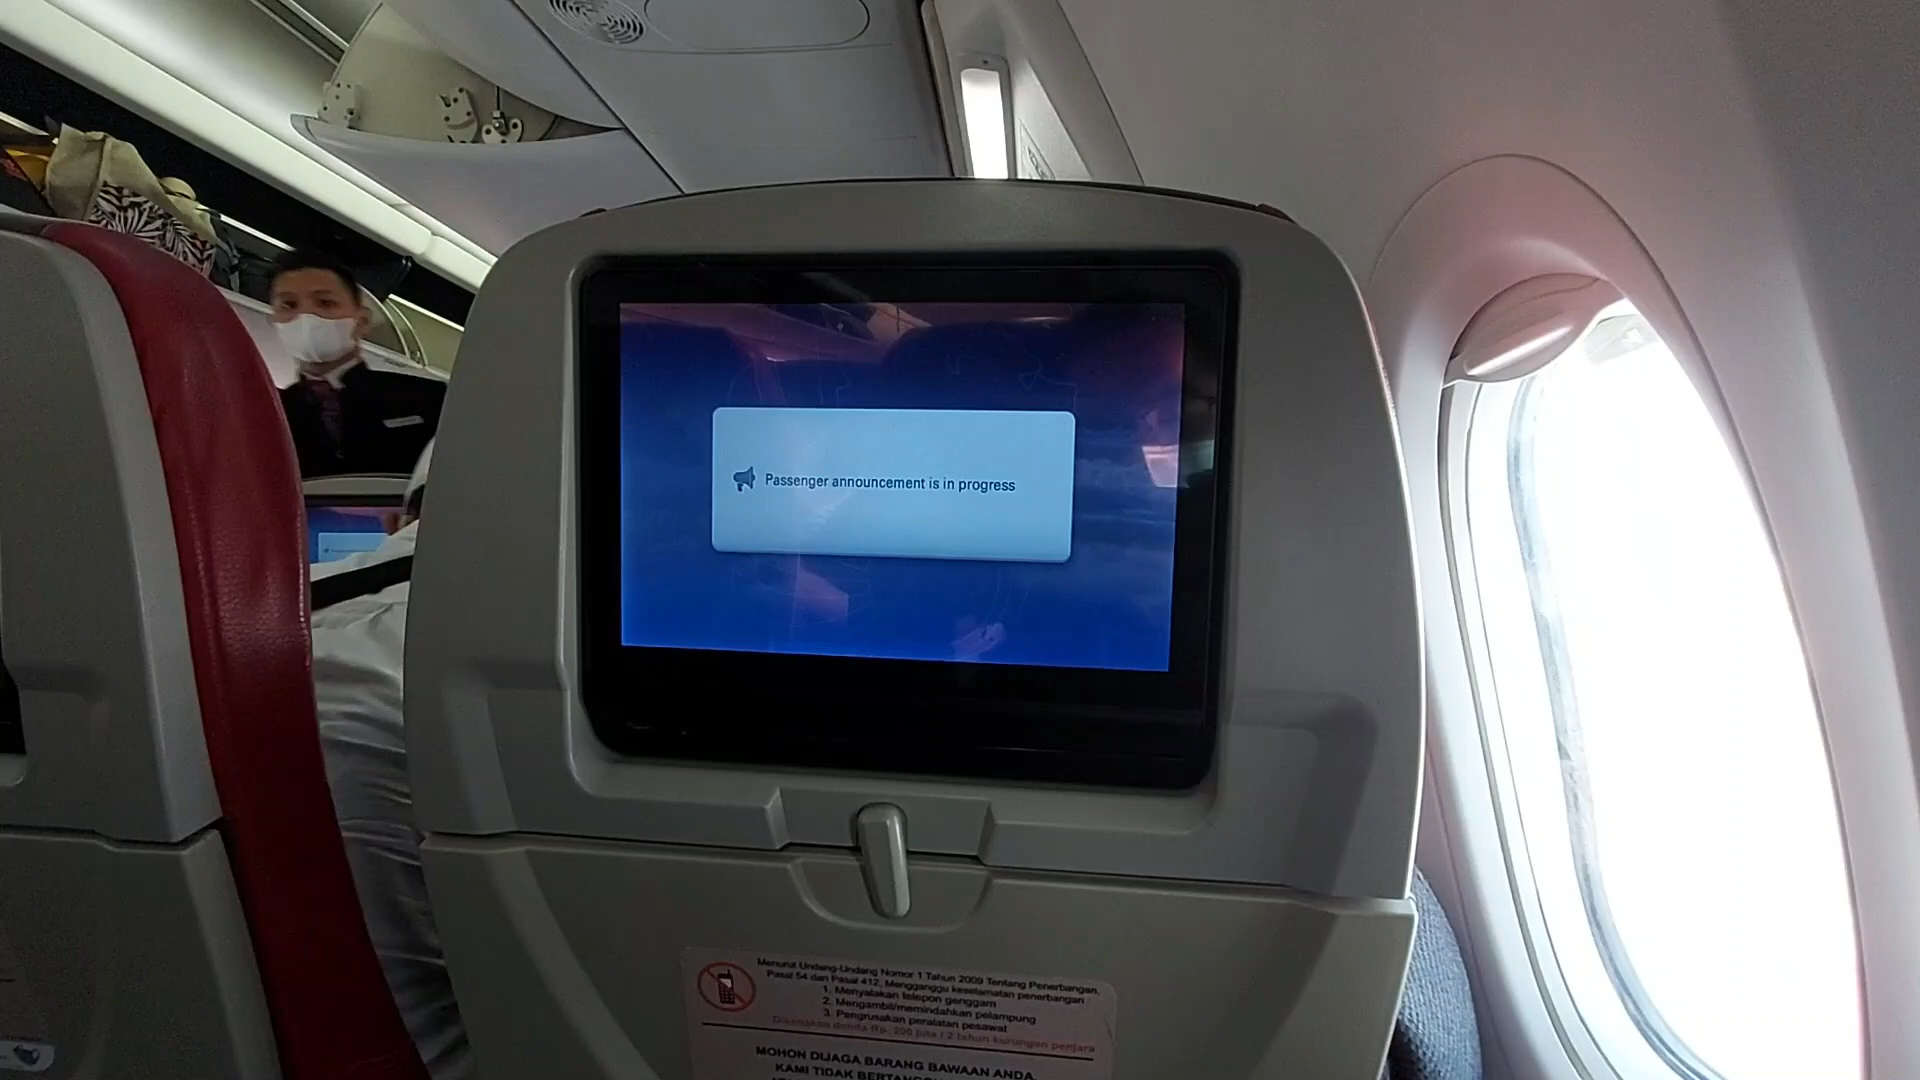 Passenger announcement is in progress
Menurut Undang-Undang Nomor 1 Tahun 2009 Tentang Penerbangan,
Pasal 54 dan Pasal 412, Mengganggu keselamatan penerbangan
1. Menyalakan telepon genggam
2. Mengambil/memindahkan pelampung
3. Pengrusakan peralatan pesawat
Dikenakan denda Rp. 200 juta / 2 tahun kurungan penjara
MOHON DIJAGA BARANG BAWAAN ANDA.
KAMI TIDAK